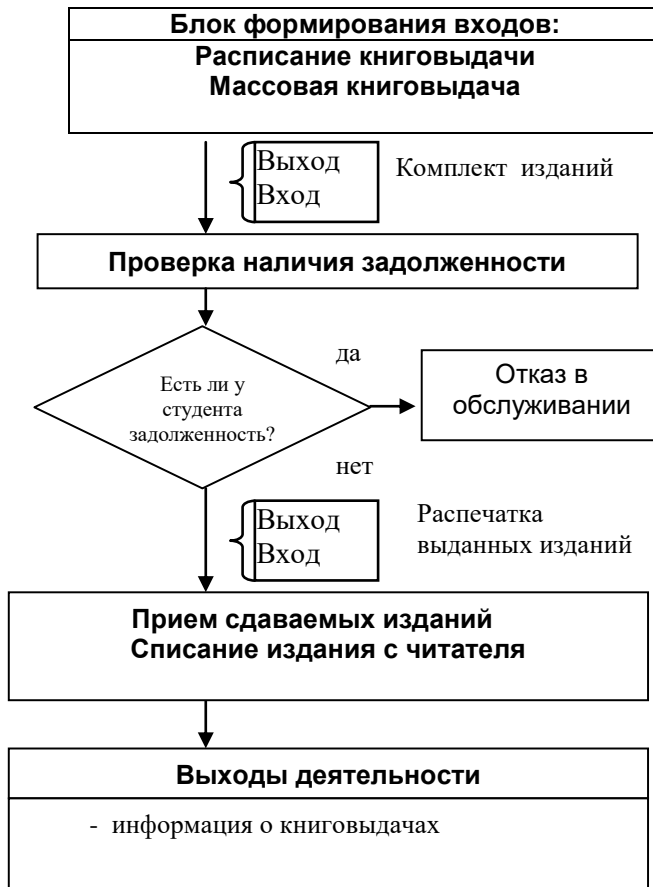 Блок формирования входов:
Расписание книговыдачи
Массовая книговыдача
Выход
Вход
Комплект изданий
Проверка наличия задолженности
да
Есть ли у
студента
задолженность?
Отказ в
обслуживании
нет
Выход
Вход
Распечатка
выданных изданий
Прием сдаваемых изданий
Списание издания с читателя
Выходы деятельности
- информация о книговыдачах